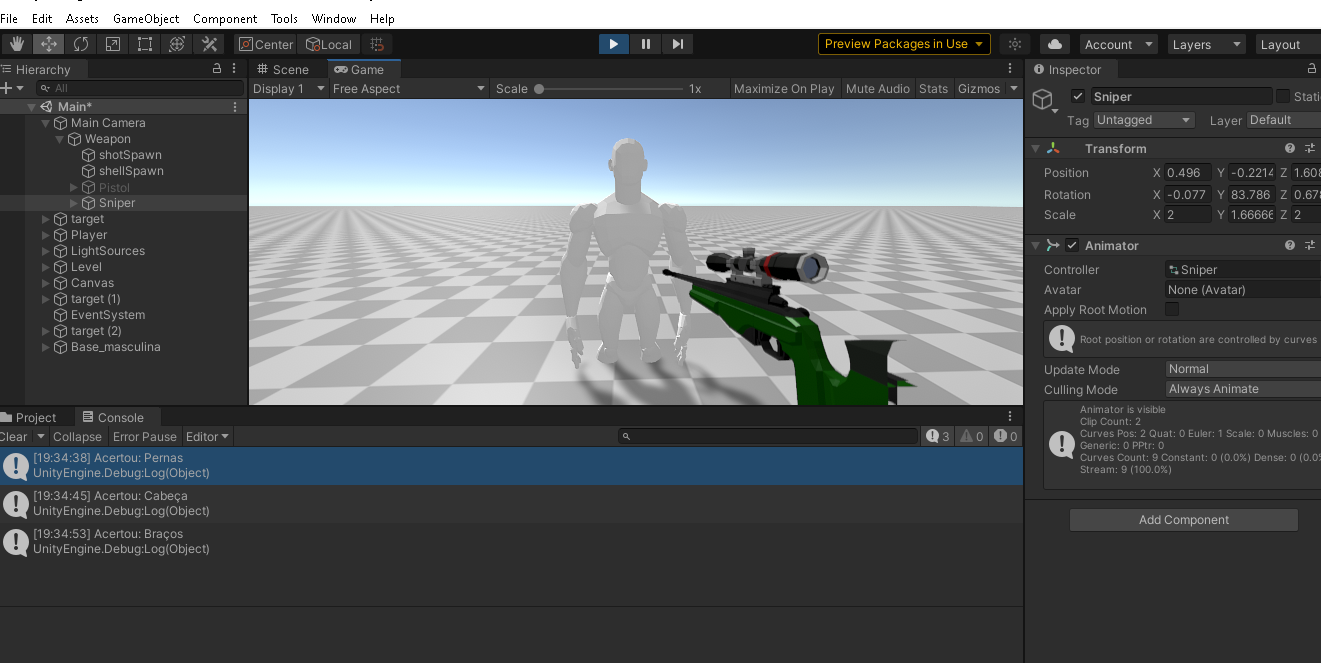 File Edit Assets GameObject Component Tools Window Help
Center Local Preview Packages in Use Account Layers Layout
Hierarchy
All
Main*
Main Camera
Weapon
shotSpawn
shellSpawn
Pistol
Sniper
target
Player
LightSources
Level
Canvas
target (1)
EventSystem
target (2)
Base_masculina
Scene Game
Display 1 Free Aspect Scale 1x Maximize On Play Mute Audio Stats Gizmos
Project Console
Clear Collapse Error Pause Editor 3 0 0
[19:34:38] Acertou: Pernas
UnityEngine.Debug:Log(Object)
[19:34:45] Acertou: Cabeça
UnityEngine.Debug:Log(Object)
[19:34:53] Acertou: Braços
UnityEngine.Debug:Log(Object)
Inspector
Sniper Stati
Tag Untagged Layer Default
Transform
Position X 0.496 Y -0.2214 Z 1.608
Rotation X -0.077 Y 83.786 Z 0.678
Scale X 2 Y 1.66666 Z 2
Animator
Controller Sniper
Avatar None (Avatar)
Apply Root Motion
Root position or rotation are controlled by curves
Update Mode Normal
Culling Mode Always Animate
Animator is visible
Clip Count: 2
Curves Pos: 2 Quat: 0 Euler: 1 Scale: 0 Muscles: 0
Generic: 0 PPtr: 0
Curves Count: 9 Constant: 0 (0.0%) Dense: 0 (0.0%
Stream: 9 (100.0%)
Add Component